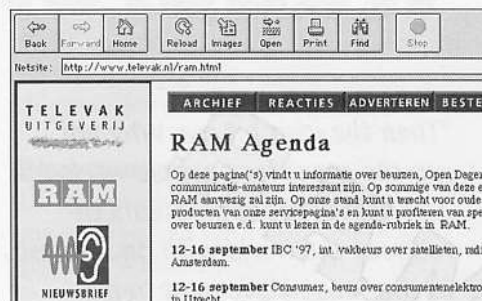 Back Forward Home Reload Images Open Print Find Stop
Netsite: http://www.televak.nl/ram.html
TELEVAK
UITGEVERIJ
RAM
NIEUWSBRIEF
ARCHIEF REACTIES ADVERTEREN BESTE
RAM Agenda
Op deze pagina('s) vindt u informatie over beurzen, Open Dagen
communicatie-amateurs interessant zijn. Op sommige van deze e
RAM aanwezig zal zijn. Op onze stand kunt u terecht voor oude
producten van onze servicepagina's en kunt u profiteren van spe
over beurzen e.d. kunt u lezen in de agenda-rubriek in RAM.
12-16 september IBC '97, int. vakbeurs over satellieten, radi
Amsterdam.
12-16 september Consumex, beurs over consumentenelektro
in Utrecht